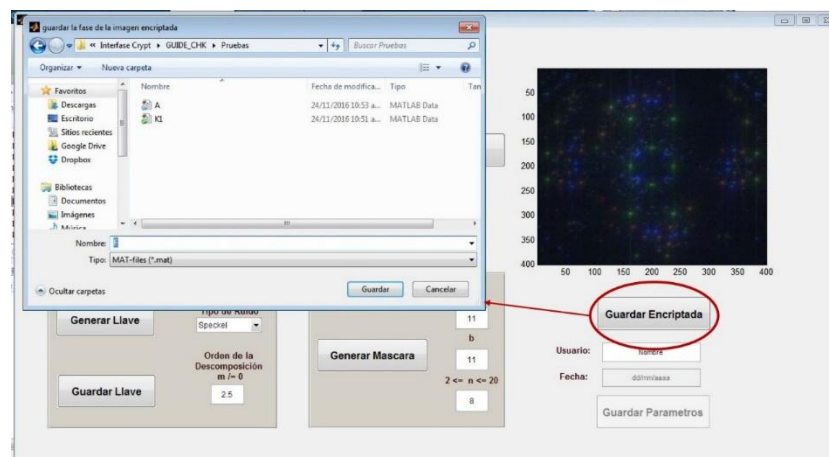 guardar la fase de la imagen encriptada
« Interfase Crypt ▸ GUIDE_CHK ▸ Pruebas
Buscar Pruebas
Organizar
Nueva carpeta
Favoritos
Descargas
Escritorio
Sitios recientes
Google Drive
Dropbox
Bibliotecas
Documentos
Imágenes
Música
Nombre
Fecha de modifica...
Tipo
Tan
A
24/11/2016 10:53 a...
MATLAB Data
K1
24/11/2016 10:51 a...
MATLAB Data
Nombre:
Tipo: MAT-files (*.mat)
Ocultar carpetas
Guardar
Cancelar
50
100
150
200
250
300
350
400
50 100 150 200 250 300 350 400
Generar Llave
Tipo de Ruido
Speckel
Orden de la
Descomposición
m /= 0
2.5
Guardar Llave
Generar Mascara
11
b
11
2 <= n <= 20
8
Guardar Encriptada
Usuario:
Nombre
Fecha:
dd/mm/aaaa
Guardar Parametros